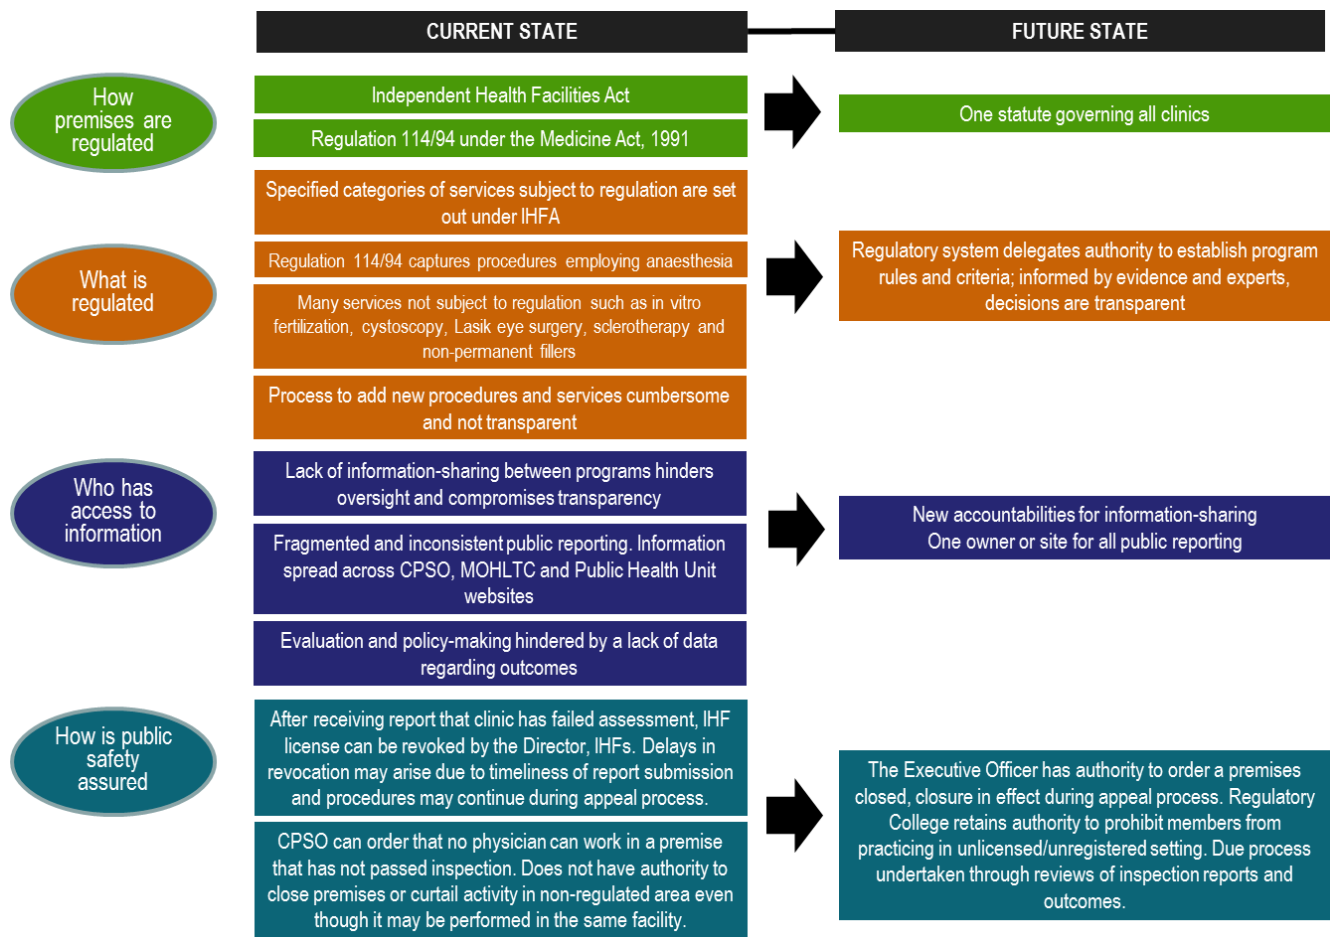 CURRENT STATE
FUTURE STATE
How
premises are
regulated
Independent Health Facilities Act
Regulation 114/94 under the Medicine Act, 1991
One statute governing all clinics
What is
regulated
Specified categories of services subject to regulation are set
out under IHFA
Regulation 114/94 captures procedures employing anaesthesia
Many services not subject to regulation such as in vitro
fertilization, cystoscopy, Lasik eye surgery, sclerotherapy and
non-permanent fillers
Process to add new procedures and services cumbersome
and not transparent
Regulatory system delegates authority to establish program
rules and criteria; informed by evidence and experts,
decisions are transparent
Who has
access to
information
Lack of information-sharing between programs hinders
oversight and compromises transparency
Fragmented and inconsistent public reporting. Information
spread across CPSO, MOHLTC and Public Health Unit
websites
Evaluation and policy-making hindered by a lack of data
regarding outcomes
New accountabilities for information-sharing
One owner or site for all public reporting
How is public
safety
assured
After receiving report that clinic has failed assessment, IHF
license can be revoked by the Director, IHFs. Delays in
revocation may arise due to timeliness of report submission
and procedures may continue during appeal process.
CPSO can order that no physician can work in a premise
that has not passed inspection. Does not have authority to
close premises or curtail activity in non-regulated area even
though it may be performed in the same facility.
The Executive Officer has authority to order a premises
closed, closure in effect during appeal process. Regulatory
College retains authority to prohibit members from
practicing in unlicensed/unregistered setting. Due process
undertaken through reviews of inspection reports and
outcomes.